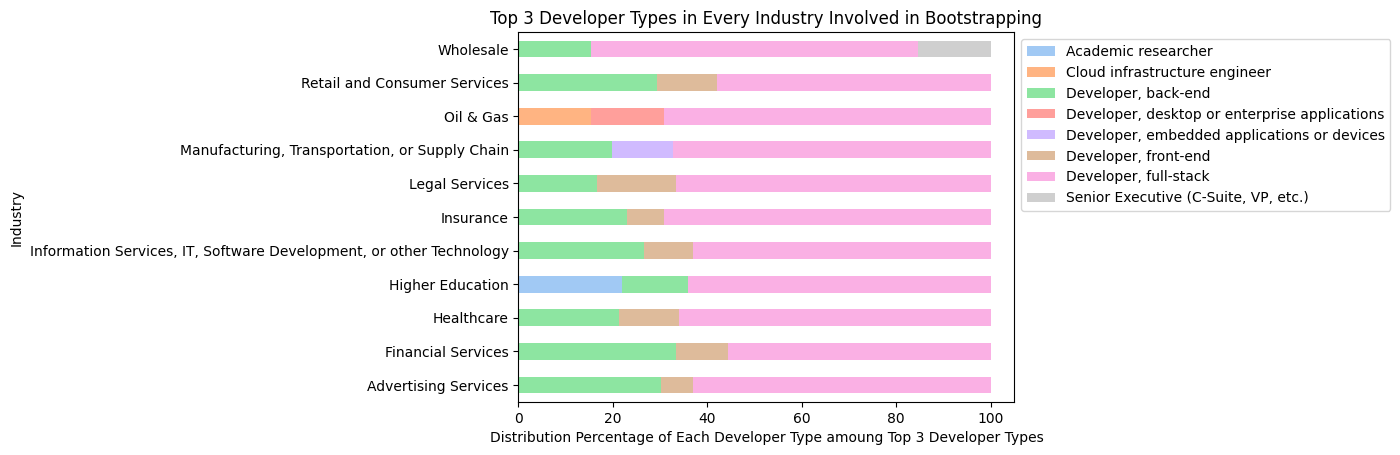 Top 3 Developer Types in Every Industry Involved in Bootstrapping
Industry
Wholesale
Retail and Consumer Services
Oil & Gas
Manufacturing, Transportation, or Supply Chain
Legal Services
Insurance
Information Services, IT, Software Development, or other Technology
Higher Education
Healthcare
Financial Services
Advertising Services
0 20 40 60 80 100
Distribution Percentage of Each Developer Type amoung Top 3 Developer Types
Academic researcher
Cloud infrastructure engineer
Developer, back-end
Developer, desktop or enterprise applications
Developer, embedded applications or devices
Developer, front-end
Developer, full-stack
Senior Executive (C-Suite, VP, etc.)